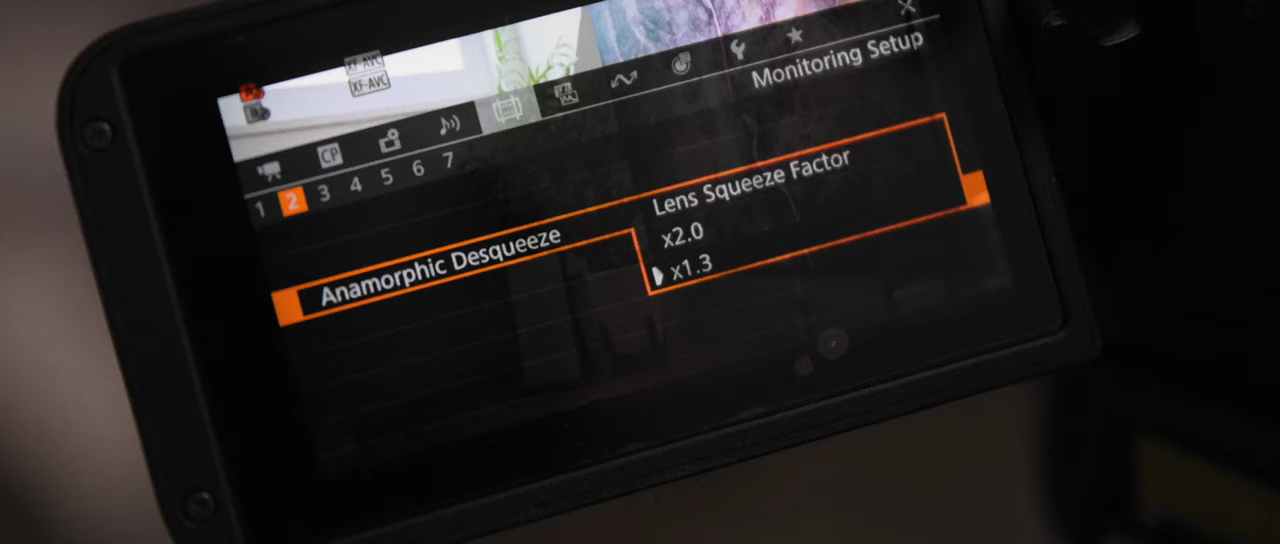 XF-AVC
XF-AVC
CP
Monitoring Setup
1 2 3 4 5 6 7
Anamorphic Desqueeze
Lens Squeeze Factor
x2.0
x1.3